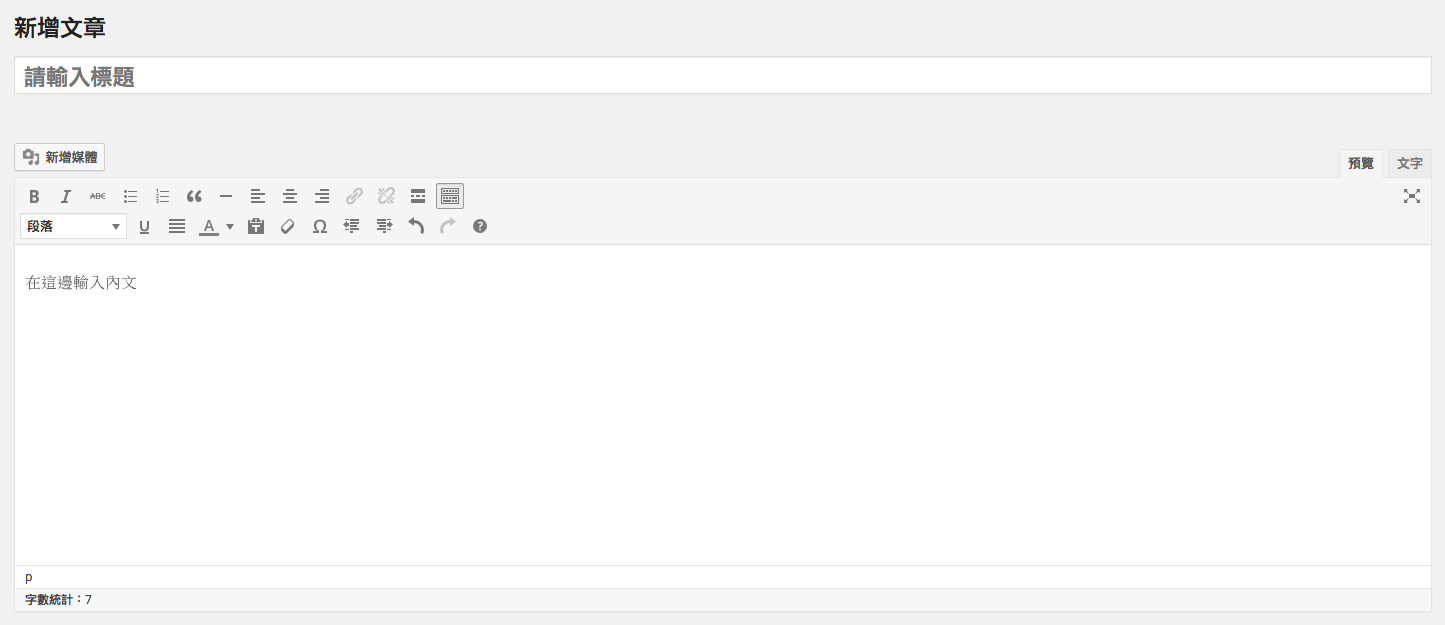 新增文章
請輸入標題
新增媒體
預覽 文字
B I ABC
段落 U A Ω ?
在這邊輸入內文
p
字數統計：7